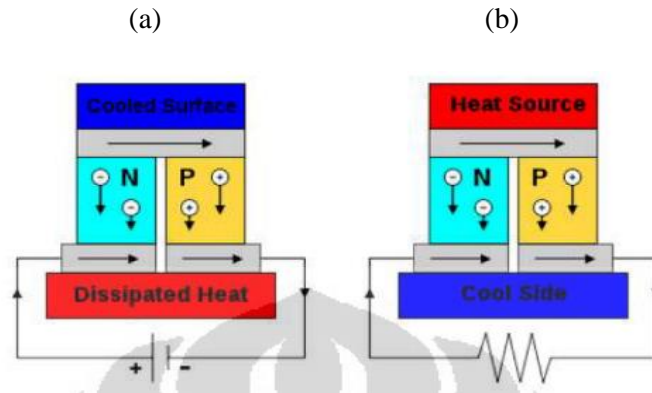 (a) (b)
Cooled Surface Heat Source
N P N P
− + − +
− + − +
Dissipated Heat Cool Side
+ -